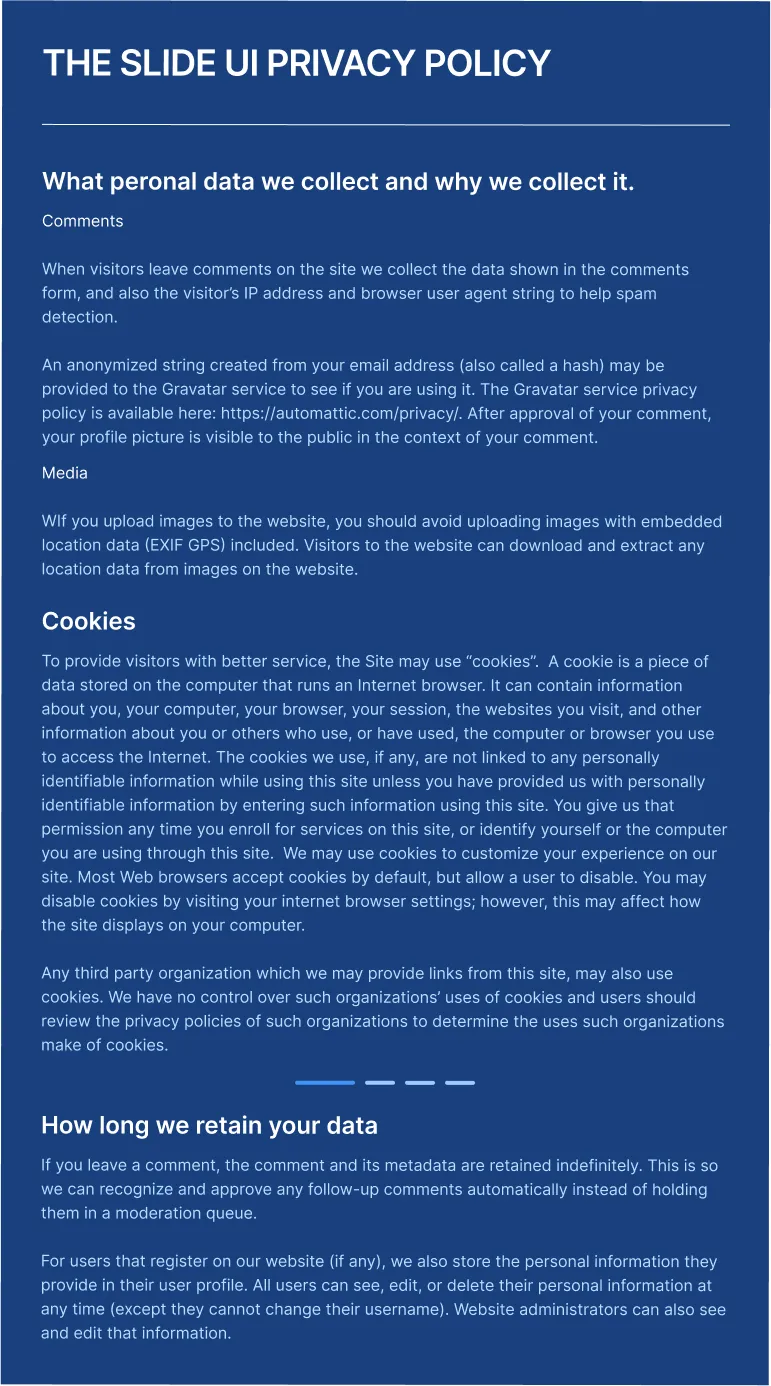 THE SLIDE UI PRIVACY POLICY
What peronal data we collect and why we collect it.
Comments
When visitors leave comments on the site we collect the data shown in the comments
form, and also the visitor’s IP address and browser user agent string to help spam
detection.
An anonymized string created from your email address (also called a hash) may be
provided to the Gravatar service to see if you are using it. The Gravatar service privacy
policy is available here: https://automattic.com/privacy/. After approval of your comment,
your profile picture is visible to the public in the context of your comment.
Media
WIf you upload images to the website, you should avoid uploading images with embedded
location data (EXIF GPS) included. Visitors to the website can download and extract any
location data from images on the website.
Cookies
To provide visitors with better service, the Site may use “cookies”.  A cookie is a piece of
data stored on the computer that runs an Internet browser. It can contain information
about you, your computer, your browser, your session, the websites you visit, and other
information about you or others who use, or have used, the computer or browser you use
to access the Internet. The cookies we use, if any, are not linked to any personally
identifiable information while using this site unless you have provided us with personally
identifiable information by entering such information using this site. You give us that
permission any time you enroll for services on this site, or identify yourself or the computer
you are using through this site.  We may use cookies to customize your experience on our
site. Most Web browsers accept cookies by default, but allow a user to disable. You may
disable cookies by visiting your internet browser settings; however, this may affect how
the site displays on your computer.
Any third party organization which we may provide links from this site, may also use
cookies. We have no control over such organizations’ uses of cookies and users should
review the privacy policies of such organizations to determine the uses such organizations
make of cookies.
How long we retain your data
If you leave a comment, the comment and its metadata are retained indefinitely. This is so
we can recognize and approve any follow-up comments automatically instead of holding
them in a moderation queue.
For users that register on our website (if any), we also store the personal information they
provide in their user profile. All users can see, edit, or delete their personal information at
any time (except they cannot change their username). Website administrators can also see
and edit that information.